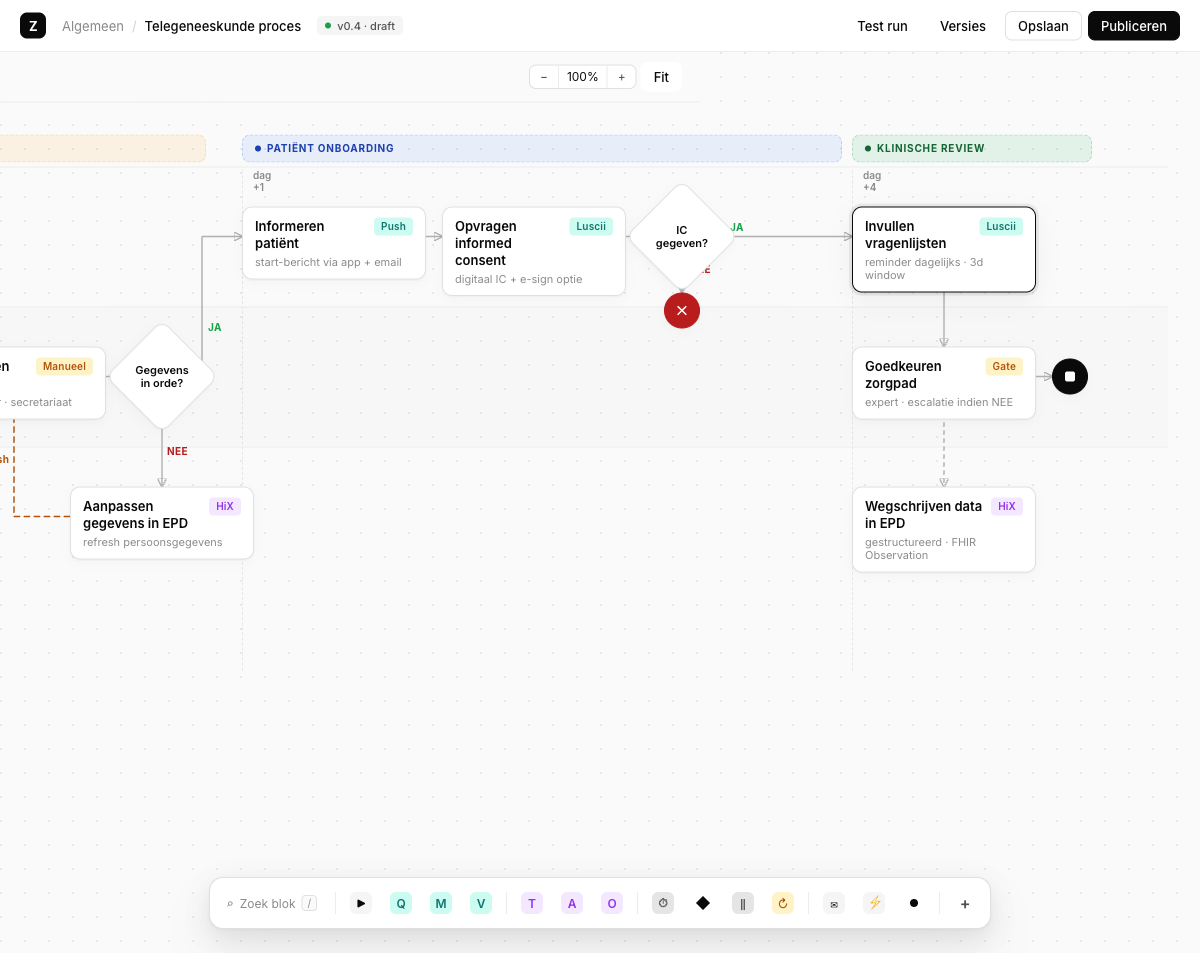 Z Algemeen / Telegeneeskunde proces v0.4 · draft Test run Versies Opslaan Publiceren
− 100% + Fit
PATIËNT ONBOARDING
KLINISCHE REVIEW
dag
+1
dag
+4
Informeren
patiënt
Push
start-bericht via app + email
Opvragen
informed
consent
Luscii
digitaal IC + e-sign optie
IC
gegeven?
JA
Invullen
vragenlijsten
Luscii
reminder dagelijks · 3d
window
JA
Manueel
· secretariaat
Gegevens
in orde?
Goedkeuren
zorgpad
Gate
expert · escalatie indien NEE
NEE
Aanpassen
gegevens in EPD
HiX
refresh persoonsgegevens
Wegschrijven data
in EPD
HiX
gestructureerd · FHIR
Observation
Zoek blok / Q M V T A O +